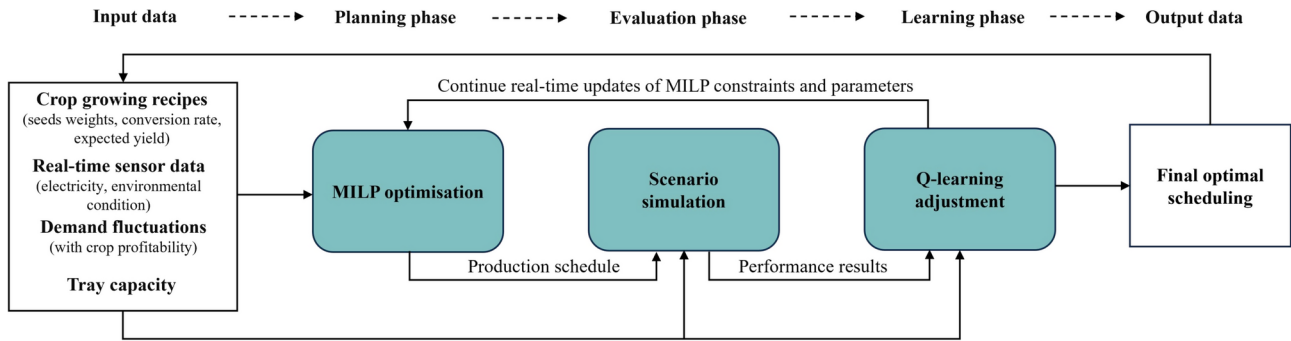 Input data
Planning phase
Evaluation phase
Learning phase
Output data
Continue real-time updates of MILP constraints and parameters
Crop growing recipes
(seeds weights, conversion rate,
expected yield)
Real-time sensor data
(electricity, environmental
condition)
Demand fluctuations
(with crop profitability)
Tray capacity
MILP optimisation
Scenario
simulation
Q-learning
adjustment
Final optimal
scheduling
Production schedule
Performance results